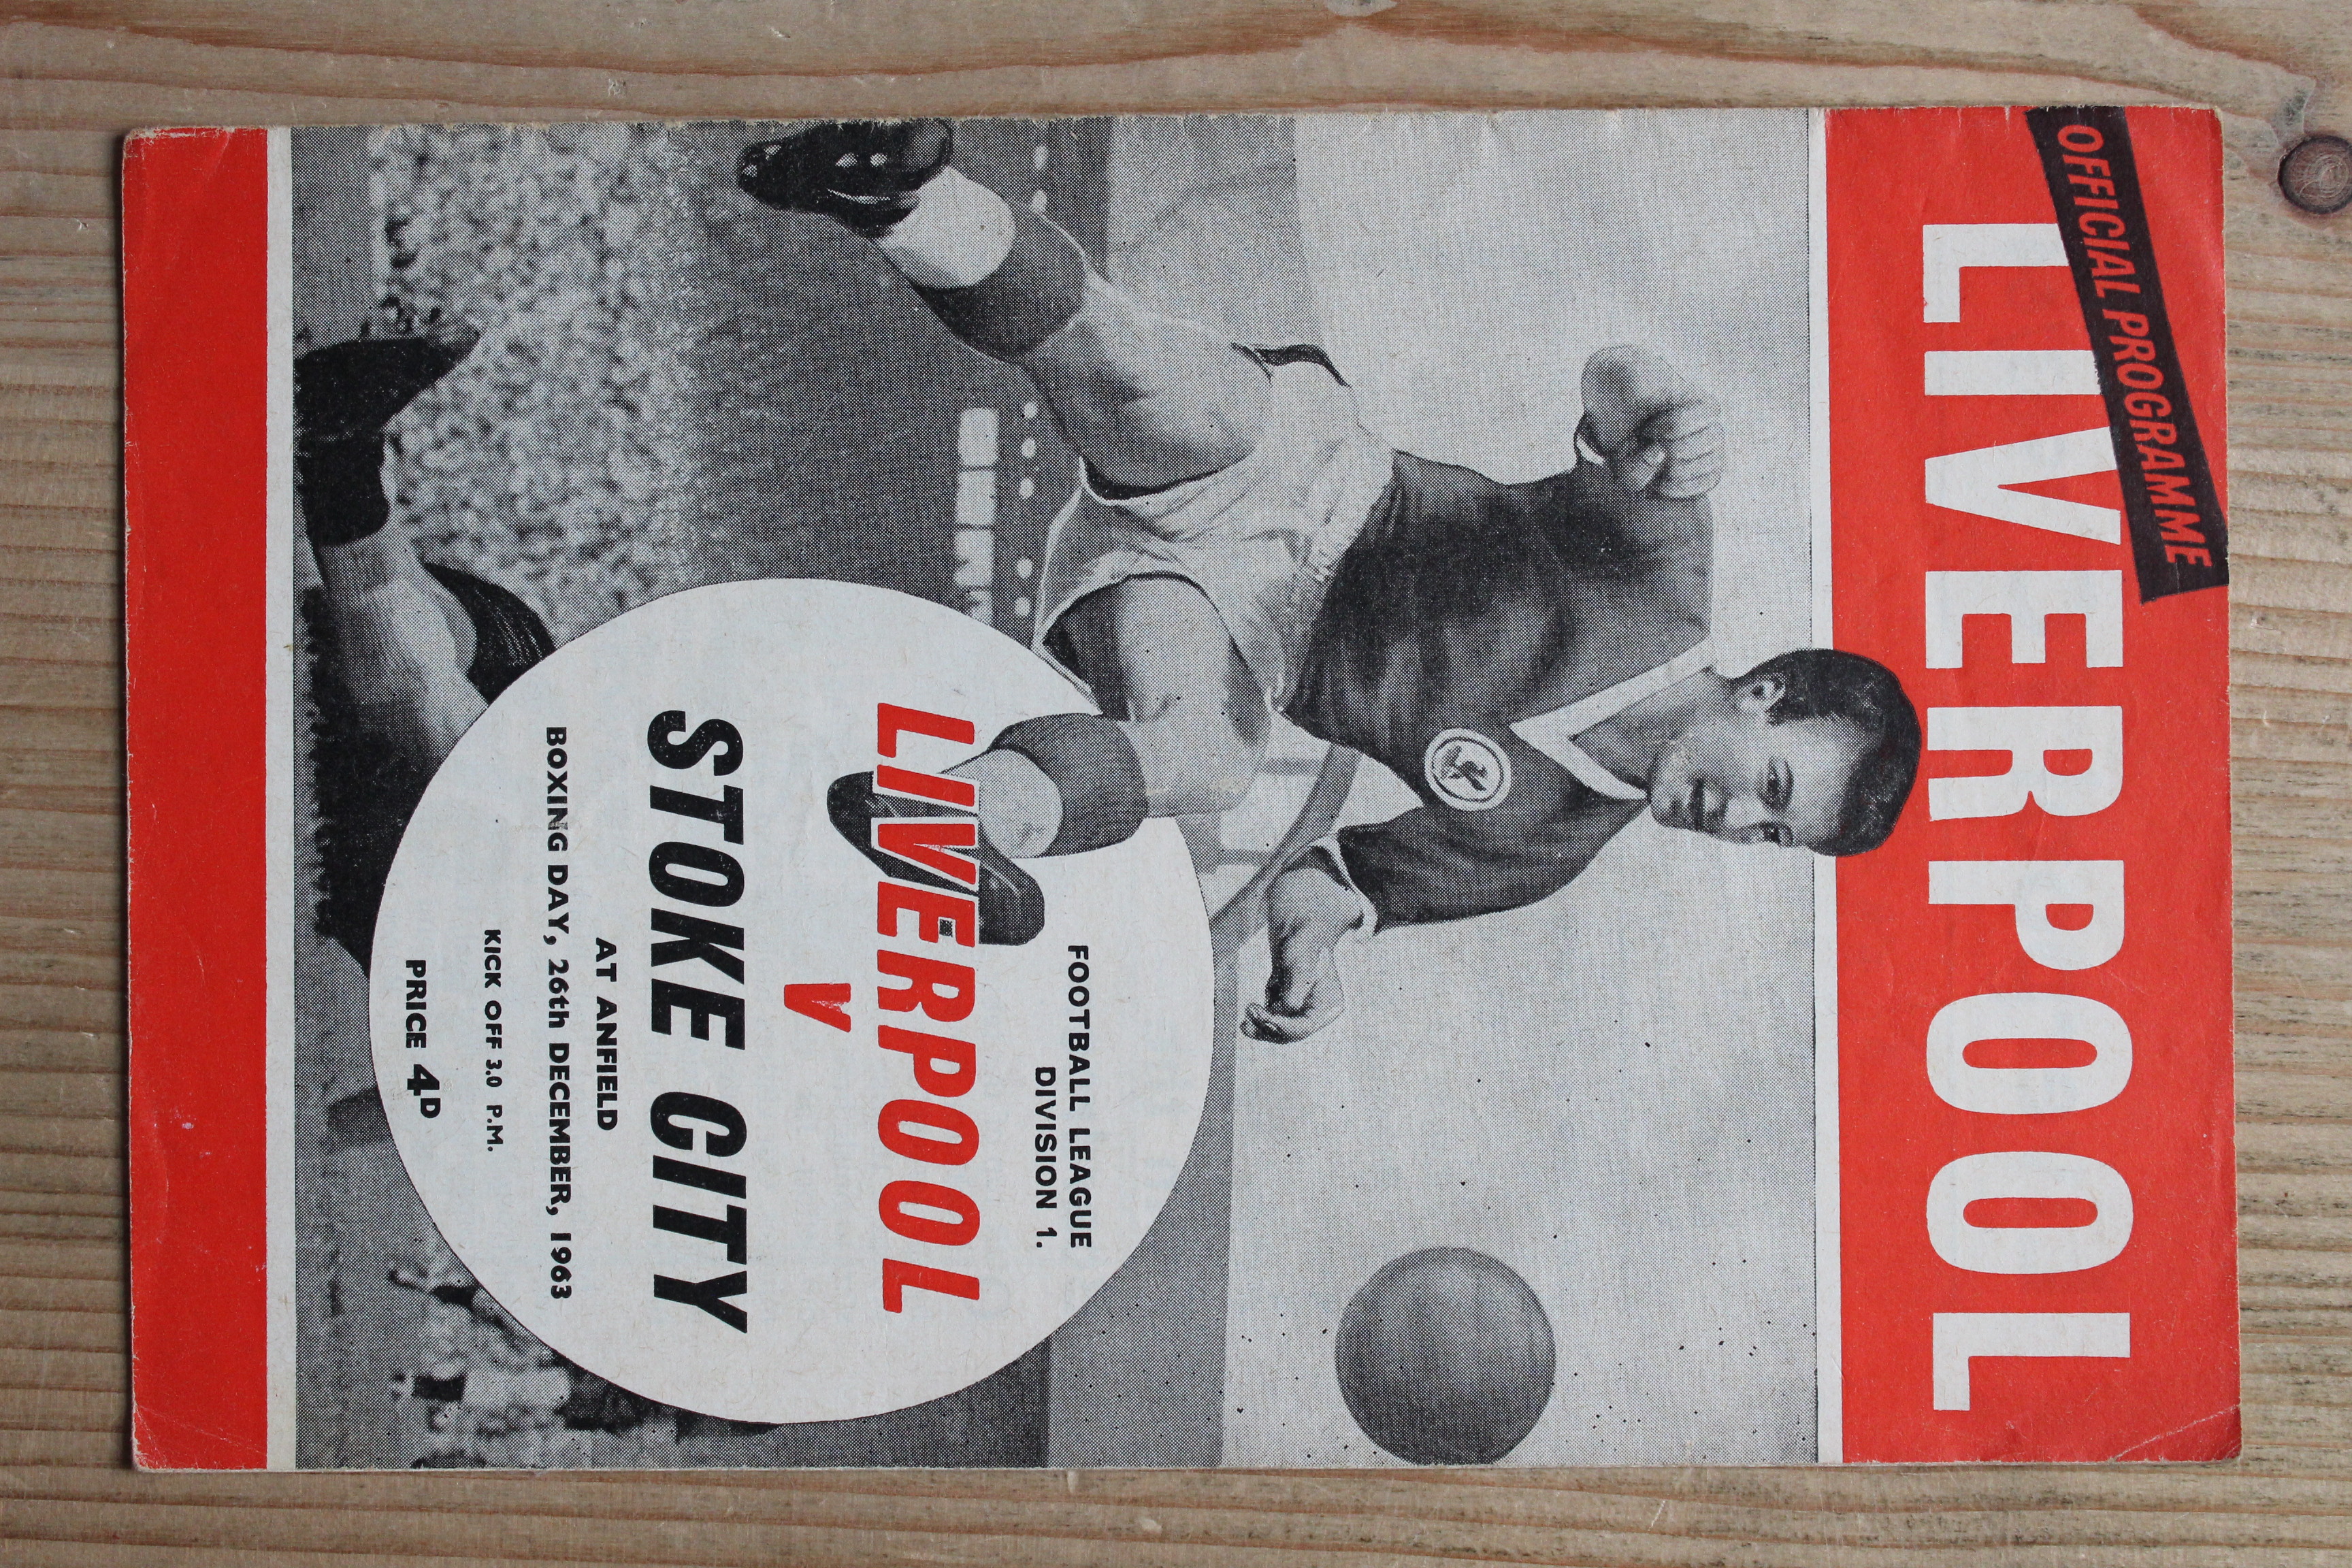 OFFICIAL PROGRAMME
LIVERPOOL
FOOTBALL LEAGUE
DIVISION 1.
LIVERPOOL
V
STOKE CITY
AT ANFIELD
BOXING DAY, 26th DECEMBER, 1963
KICK OFF 3.0 P.M.
PRICE 4D